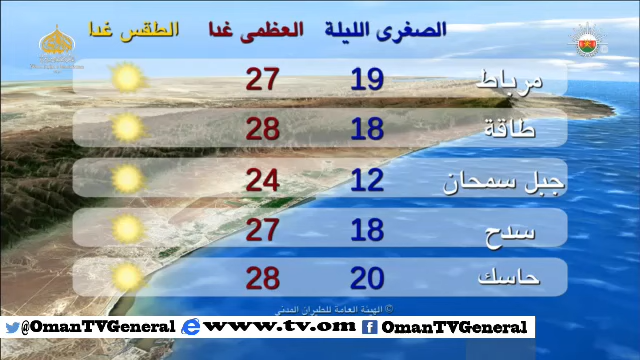 الصغرى الليلة العظمى غدا الطقس غدا
مرباط 19 27
طاقة 18 28
جبل سمحان 12 24
سدح 18 27
حاسك 20 28
© الهيئة العامة للطيران المدني
@OmanTVGeneral www.tv.om OmanTVGeneral